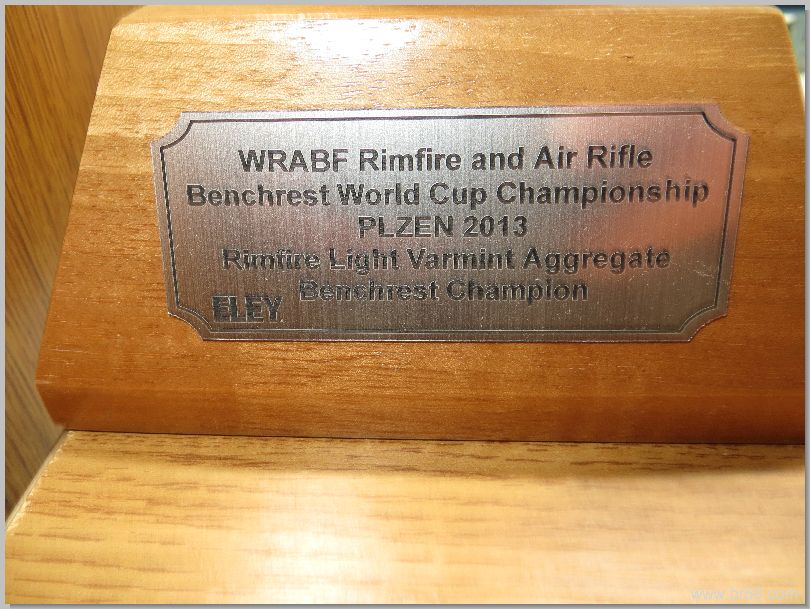 WRABF Rimfire and Air Rifle
Benchrest World Cup Championship
PLZEN 2013
Rimfire Light Varmint Aggregate
Benchrest Champion
ELEY